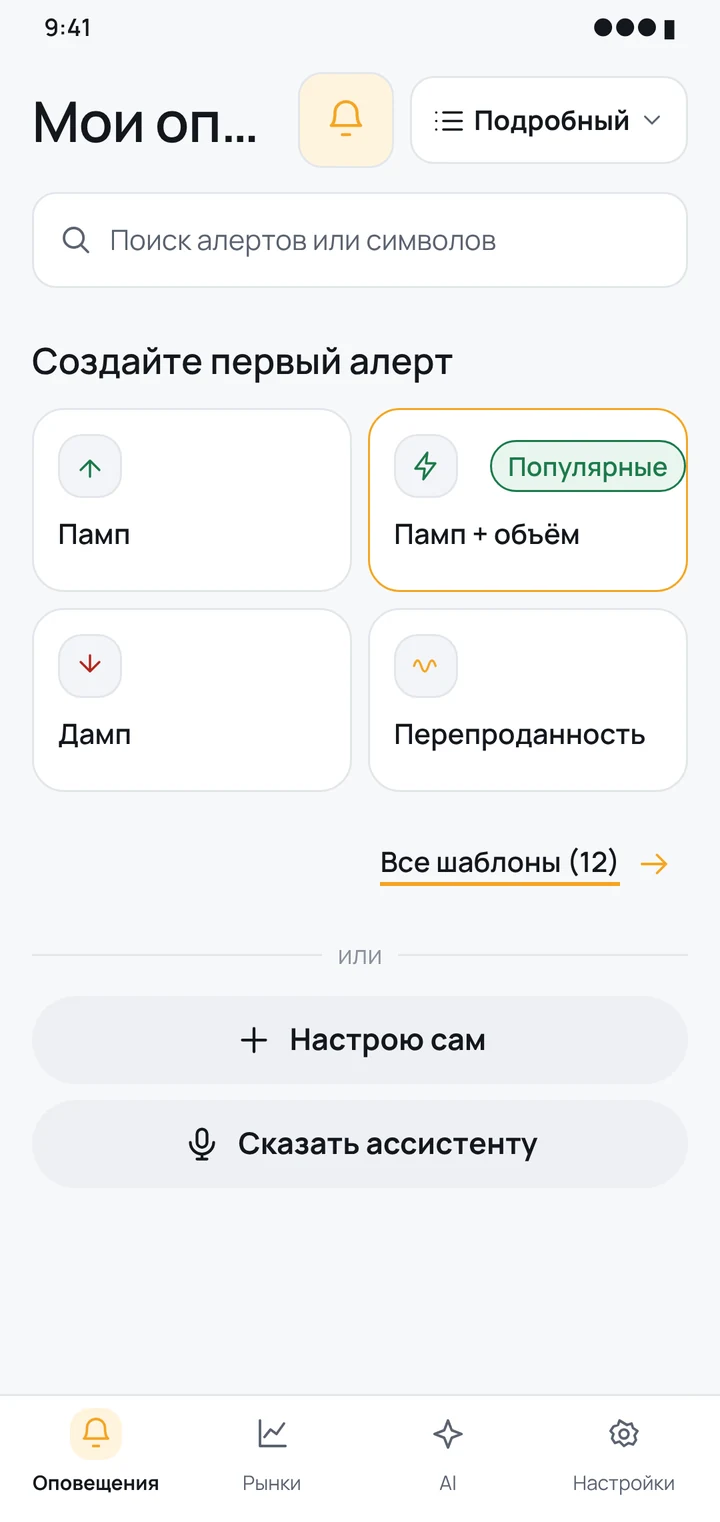 9:41
Мои оп...
Подробный
Поиск алертов или символов
Создайте первый алерт
Памп
Популярные
Памп + объём
Дамп
Перепроданность
Все шаблоны (12)
или
Настрою сам
Сказать ассистенту
Оповещения
Рынки
AI
Настройки